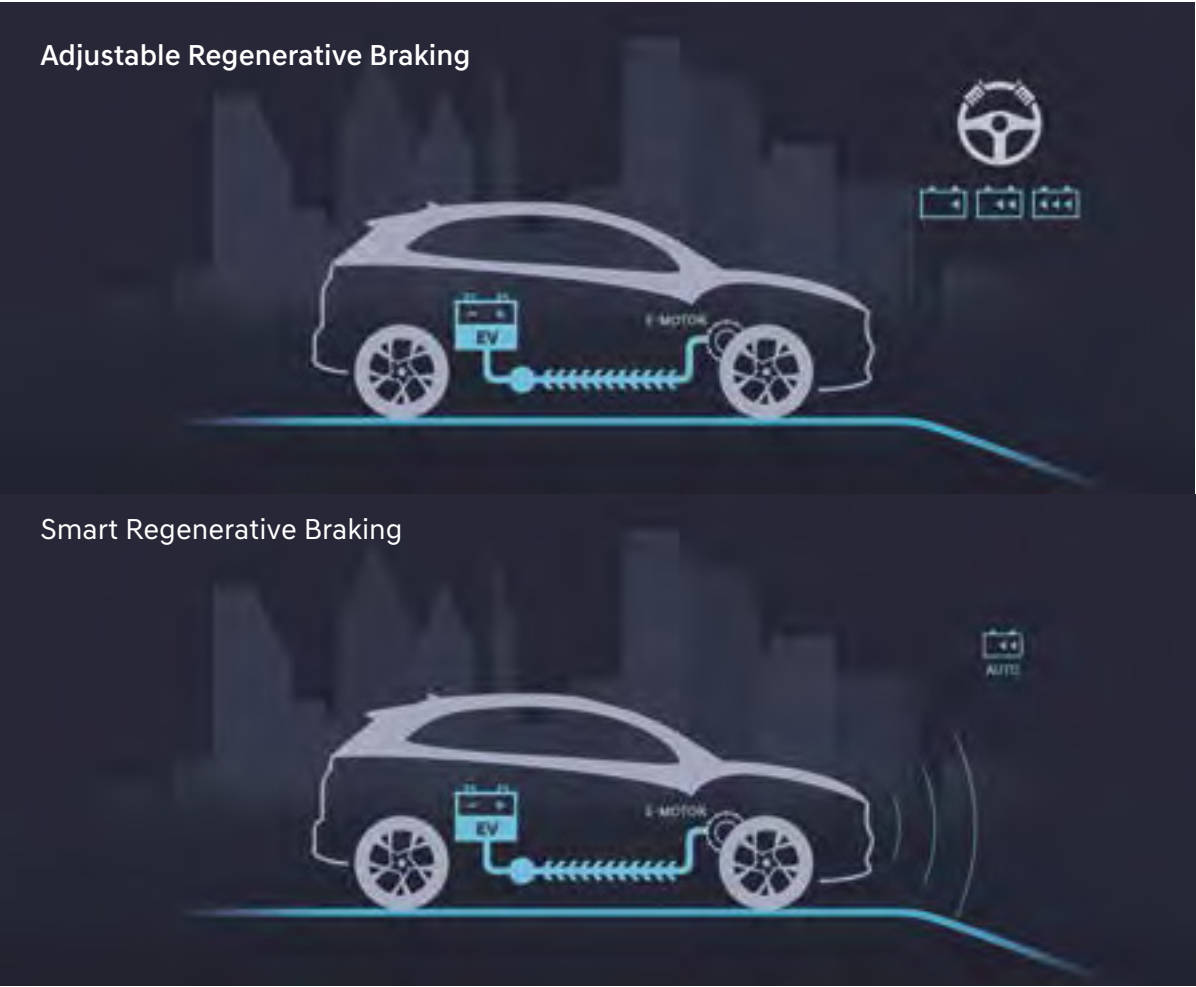 Adjustable Regenerative Braking
E-MOTOR
- +
EV
Smart Regenerative Braking
AUTO
E-MOTOR
- +
EV